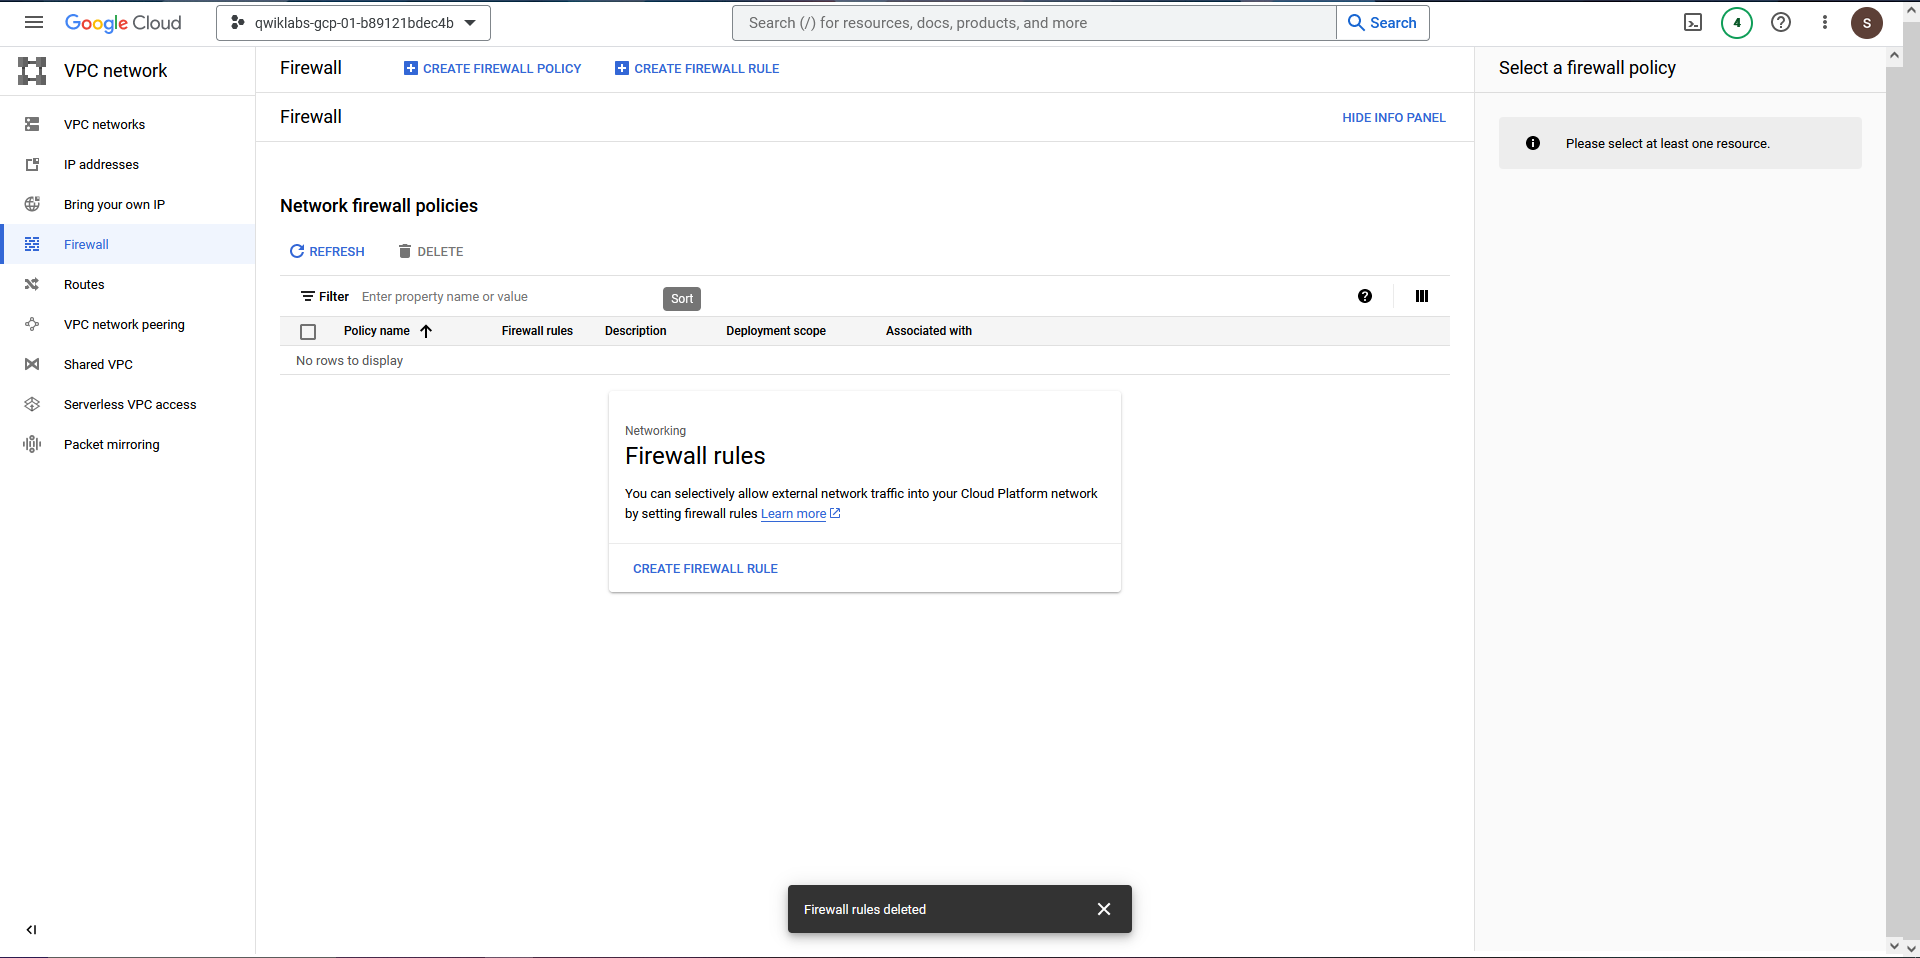 Google Cloud
qwiklabs-gcp-01-b89121bdec4b
Search (/) for resources, docs, products, and more
Search
4
S
VPC network
VPC networks
IP addresses
Bring your own IP
Firewall
Routes
VPC network peering
Shared VPC
Serverless VPC access
Packet mirroring
Firewall
CREATE FIREWALL POLICY
CREATE FIREWALL RULE
Firewall
HIDE INFO PANEL
Network firewall policies
REFRESH
DELETE
Filter
Enter property name or value
Sort
Policy name
Firewall rules
Description
Deployment scope
Associated with
No rows to display
Networking
Firewall rules
You can selectively allow external network traffic into your Cloud Platform network
by setting firewall rules Learn more
CREATE FIREWALL RULE
Firewall rules deleted
Select a firewall policy
Please select at least one resource.